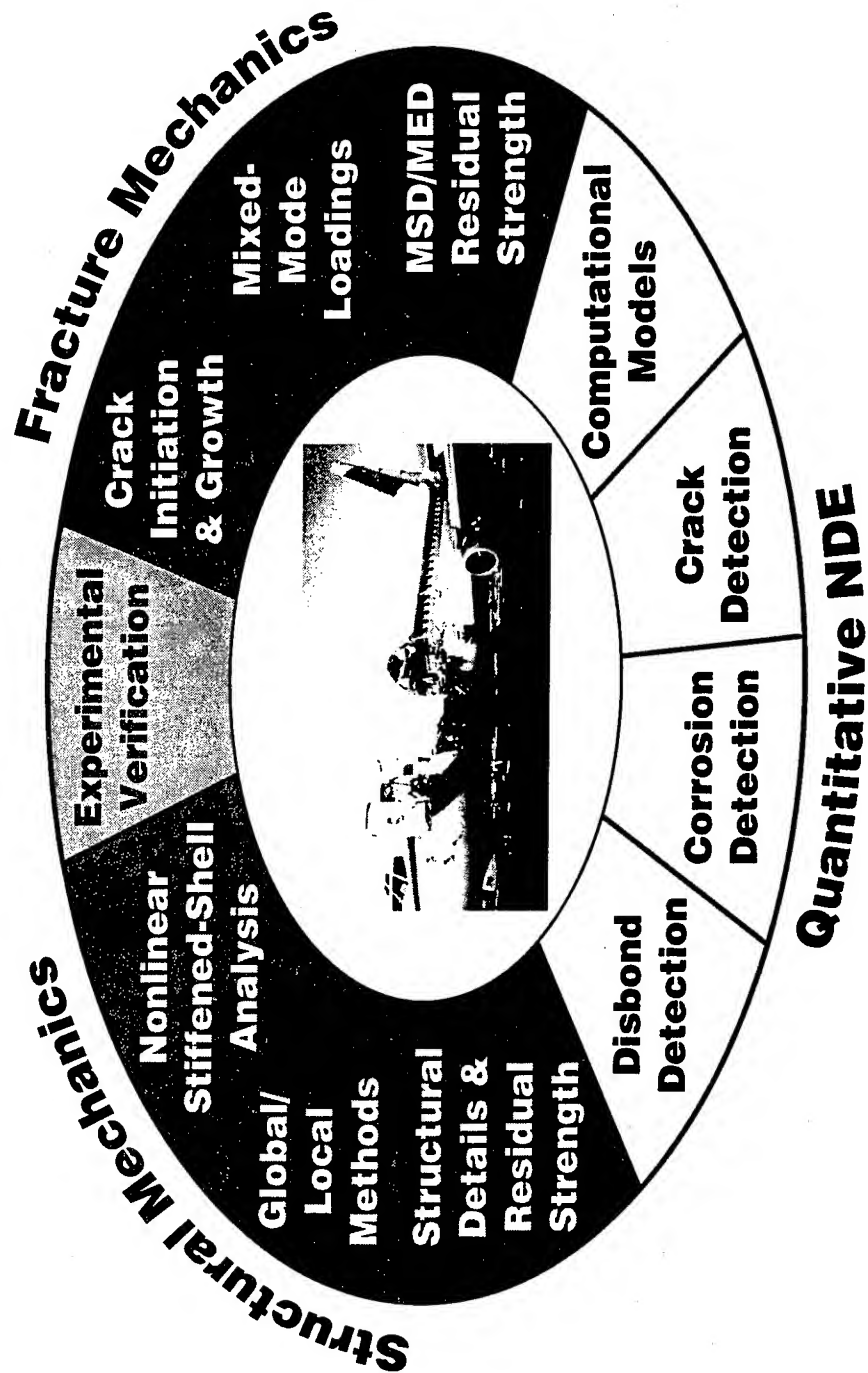 Structural Mechanics
Nonlinear
Stiffened-Shell
Analysis
Global/
Local
Methods
Structural
Details &
Residual
Strength
Experimental
Verification
Fracture Mechanics
Crack
Initiation
& Growth
Mixed-
Mode
Loadings
MSD/MED
Residual
Strength
Disbond
Detection
Corrosion
Detection
Crack
Detection
Computational
Models
Quantitative NDE